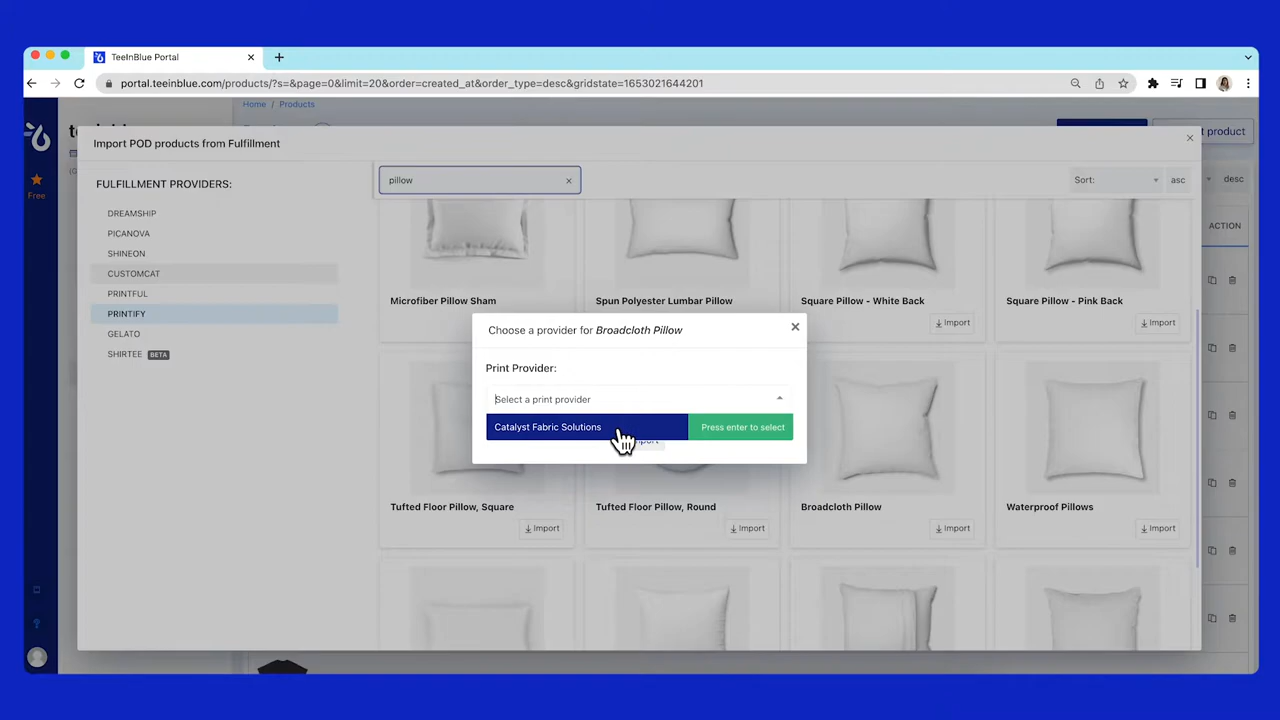 TeeInBlue Portal
portal.teeinblue.com/products/?s=&page=0&limit=20&order=created_at&order_type=desc&gridstate=1653021644201
Home / Products
t product
Free
desc
ACTION
Import POD products from Fulfillment
FULFILLMENT PROVIDERS:
DREAMSHIP
PICANOVA
SHINEON
CUSTOMCAT
PRINTFUL
PRINTIFY
GELATO
SHIRTEE BETA
pillow
Sort:
asc
Microfiber Pillow Sham
Spun Polyester Lumbar Pillow
Square Pillow - White Back
Square Pillow - Pink Back
Import
Import
Choose a provider for Broadcloth Pillow
Print Provider:
Select a print provider
Catalyst Fabric Solutions
Press enter to select
Tufted Floor Pillow, Square
Tufted Floor Pillow, Round
Broadcloth Pillow
Waterproof Pillows
Import
Import
Import
Import